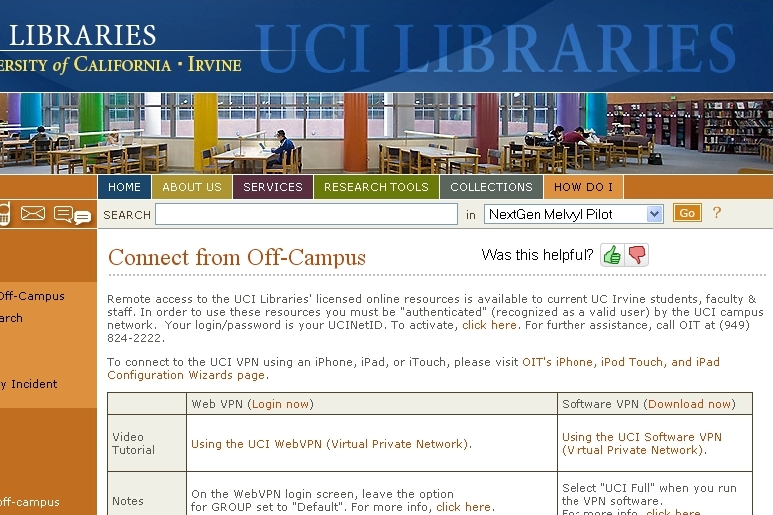 LIBRARIES
UCI LIBRARIES
ERSITY of CALIFORNIA · IRVINE
HOME ABOUT US SERVICES RESEARCH TOOLS COLLECTIONS HOW DO I
SEARCH in NextGen Melvyl Pilot Go ?
Connect from Off-Campus Was this helpful?
Off-Campus
arch
y Incident
off-campus
Remote access to the UCI Libraries' licensed online resources is available to current UC Irvine students, faculty &
staff. In order to use these resources you must be "authenticated" (recognized as a valid user) by the UCI campus
network. Your login/password is your UCINetID. To activate, click here. For further assistance, call OIT at (949)
824-2222.
To connect to the UCI VPN using an iPhone, iPad, or iTouch, please visit OIT's iPhone, iPod Touch, and iPad
Configuration Wizards page.
Web VPN (Login now) Software VPN (Download now)
Video
Tutorial
Using the UCI WebVPN (Virtual Private Network).
Using the UCI Software VPN
(Virtual Private Network).
Notes
On the WebVPN login screen, leave the option
for GROUP set to "Default". For more info, click here.
Select "UCI Full" when you run
the VPN software.
For more info, click here.